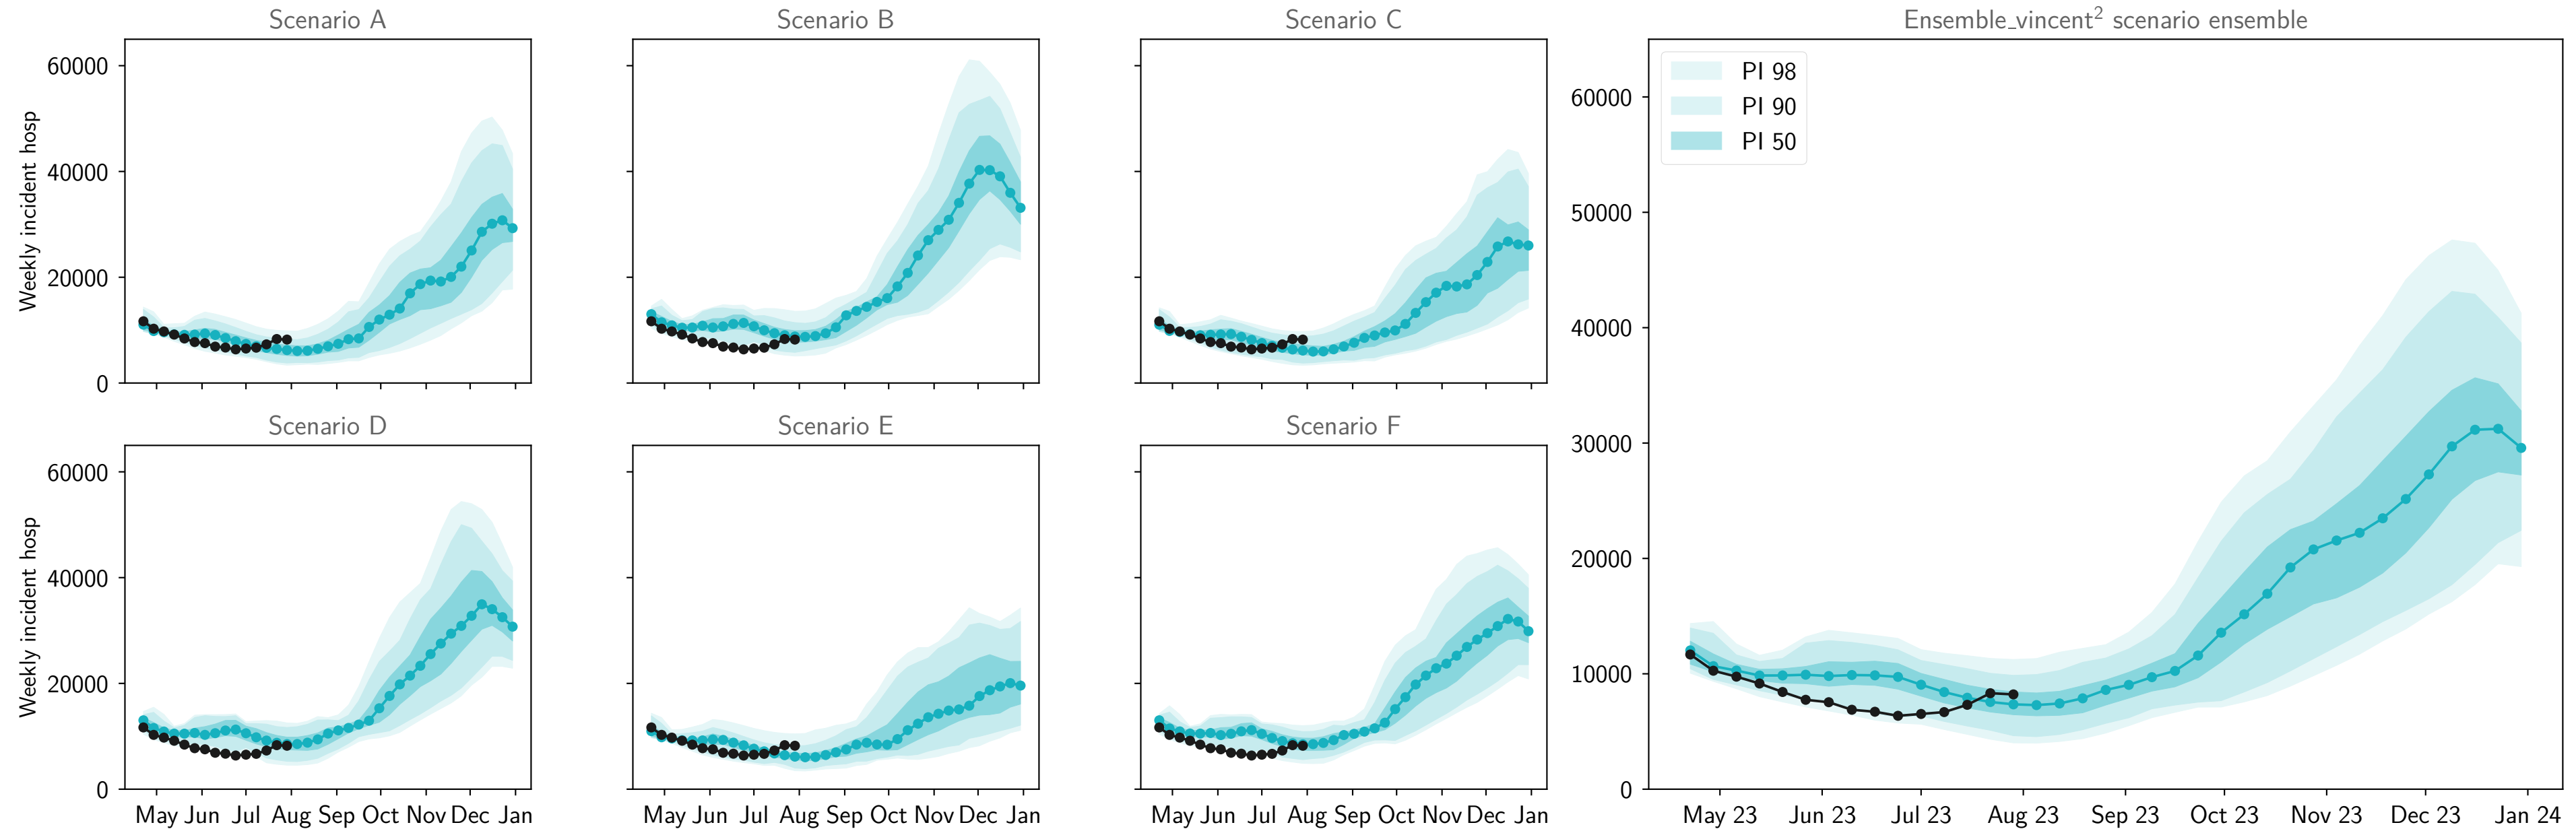 Scenario A
Scenario B
Scenario C
Ensemble_vincent² scenario ensemble
Weekly incident hosp
60000
40000
20000
0
PI 98
PI 90
PI 50
60000
50000
40000
30000
20000
10000
0
May 23 Jun 23 Jul 23 Aug 23 Sep 23 Oct 23 Nov 23 Dec 23 Jan 24
Scenario D
Scenario E
Scenario F
Weekly incident hosp
60000
40000
20000
0
May Jun Jul Aug Sep Oct Nov Dec Jan
May Jun Jul Aug Sep Oct Nov Dec Jan
May Jun Jul Aug Sep Oct Nov Dec Jan